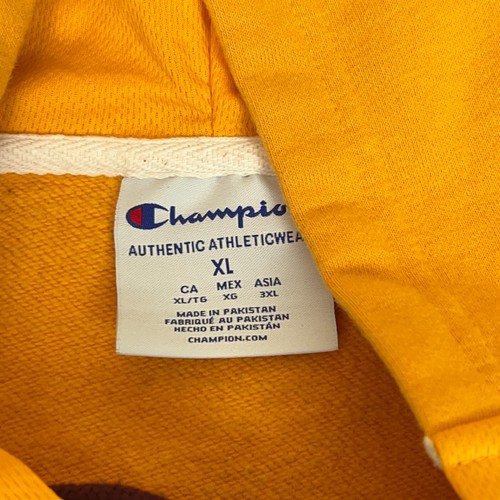 Champio
AUTHENTIC ATHLETICWEA
XL
CA MEX ASIA
XL/TG XG 3XL
MADE IN PAKISTAN
FABRIQUÉ AU PAKISTAN
HECHO EN PAKISTÁN
CHAMPION.COM